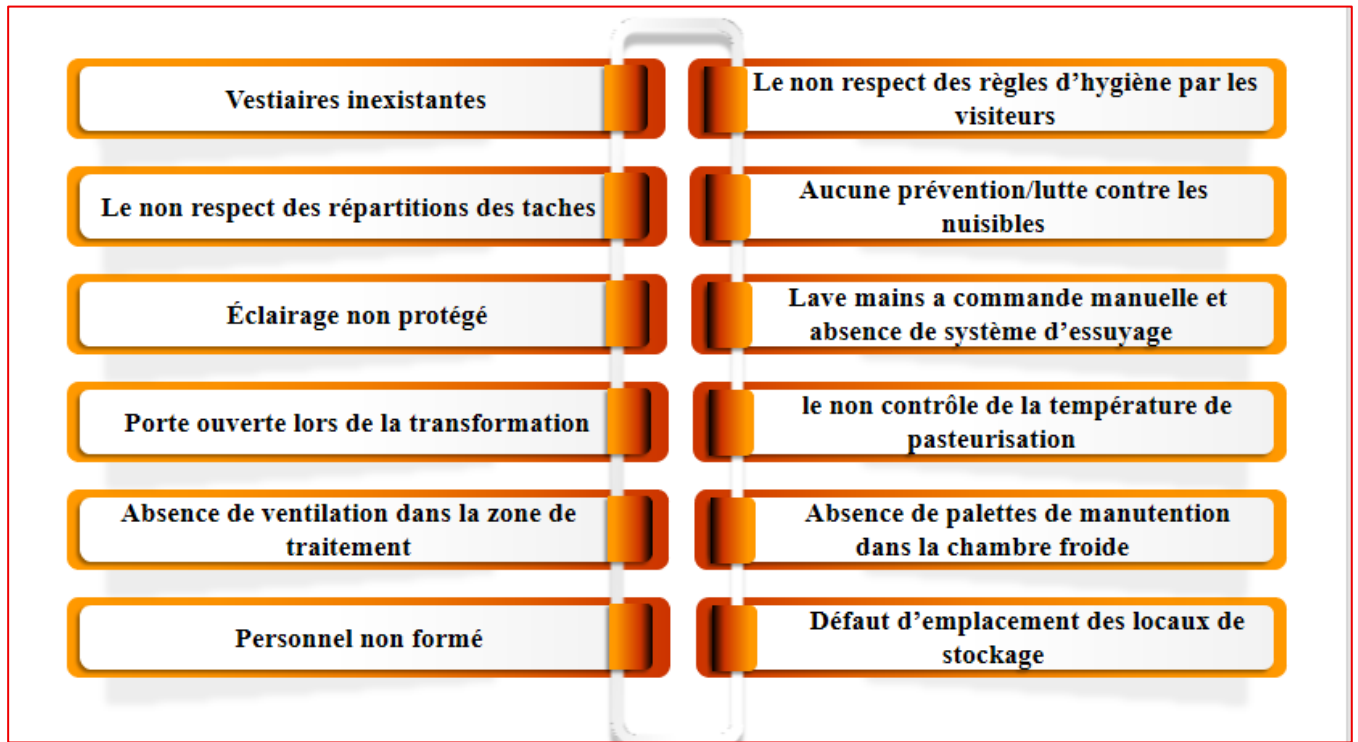 Vestiaires inexistantes
Le non respect des répartitions des taches
Éclairage non protégé
Porte ouverte lors de la transformation
Absence de ventilation dans la zone de
traitement
Personnel non formé
Le non respect des règles d’hygiène par les
visiteurs
Aucune prévention/lutte contre les
nuisibles
Lave mains a commande manuelle et
absence de système d’essuyage
le non contrôle de la température de
pasteurisation
Absence de palettes de manutention
dans la chambre froide
Défaut d’emplacement des locaux de
stockage